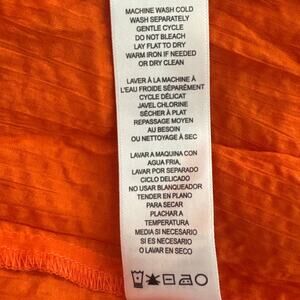 MACHINE WASH COLD
WASH SEPARATELY
GENTLE CYCLE
DO NOT BLEACH
LAY FLAT TO DRY
WARM IRON IF NEEDED
OR DRY CLEAN
LAVER À LA MACHINE À
L'EAU FROIDE SÉPARÉMENT
CYCLE DÉLICAT
JAVEL CHLORINE
SÉCHER À PLAT
REPASSAGE MOYEN
AU BESOIN
OU NETTOYAGE À SEC
LAVAR A MAQUINA CON
AGUA FRIA,
LAVAR POR SEPARADO
CICLO DELICADO
NO USAR BLANQUEADOR
TENDER EN PLANO
PARA SECAR
PLACHAR A
TEMPERATURA
MEDIA SI NECESARIO
SI ES NECESARIO
O LAVAR EN SECO